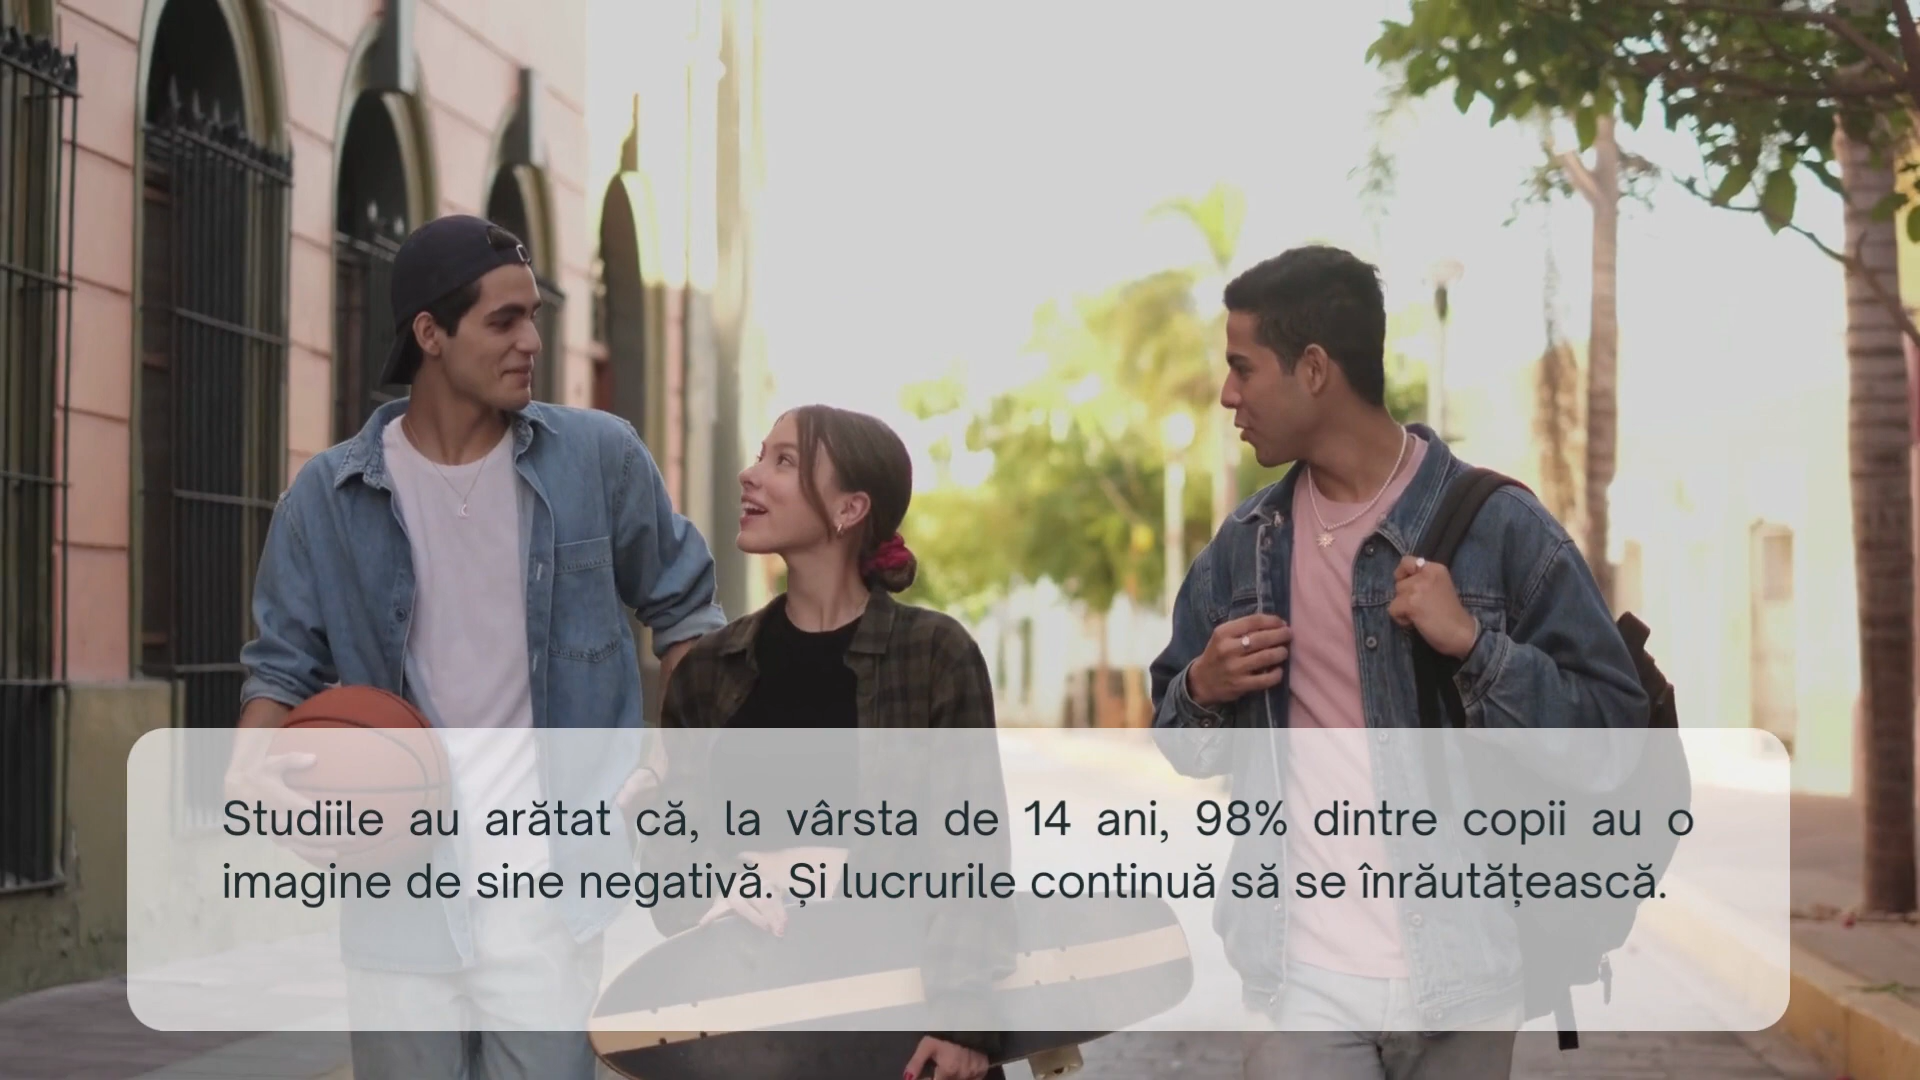 Studiile au arătat că, la vârsta de 14 ani, 98% dintre copii au o
imagine de sine negativă. Și lucrurile continuă să se înrăutățească.